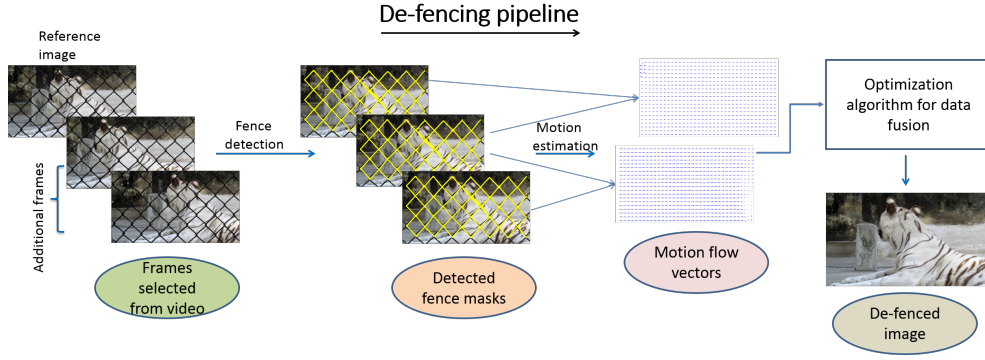 De-fencing pipeline
Reference
image
Fence
detection
Motion
estimation
Optimization
algorithm for data
fusion
Additional frames
Frames
selected
from video
Detected
fence masks
Motion flow
vectors
De-fenced
image